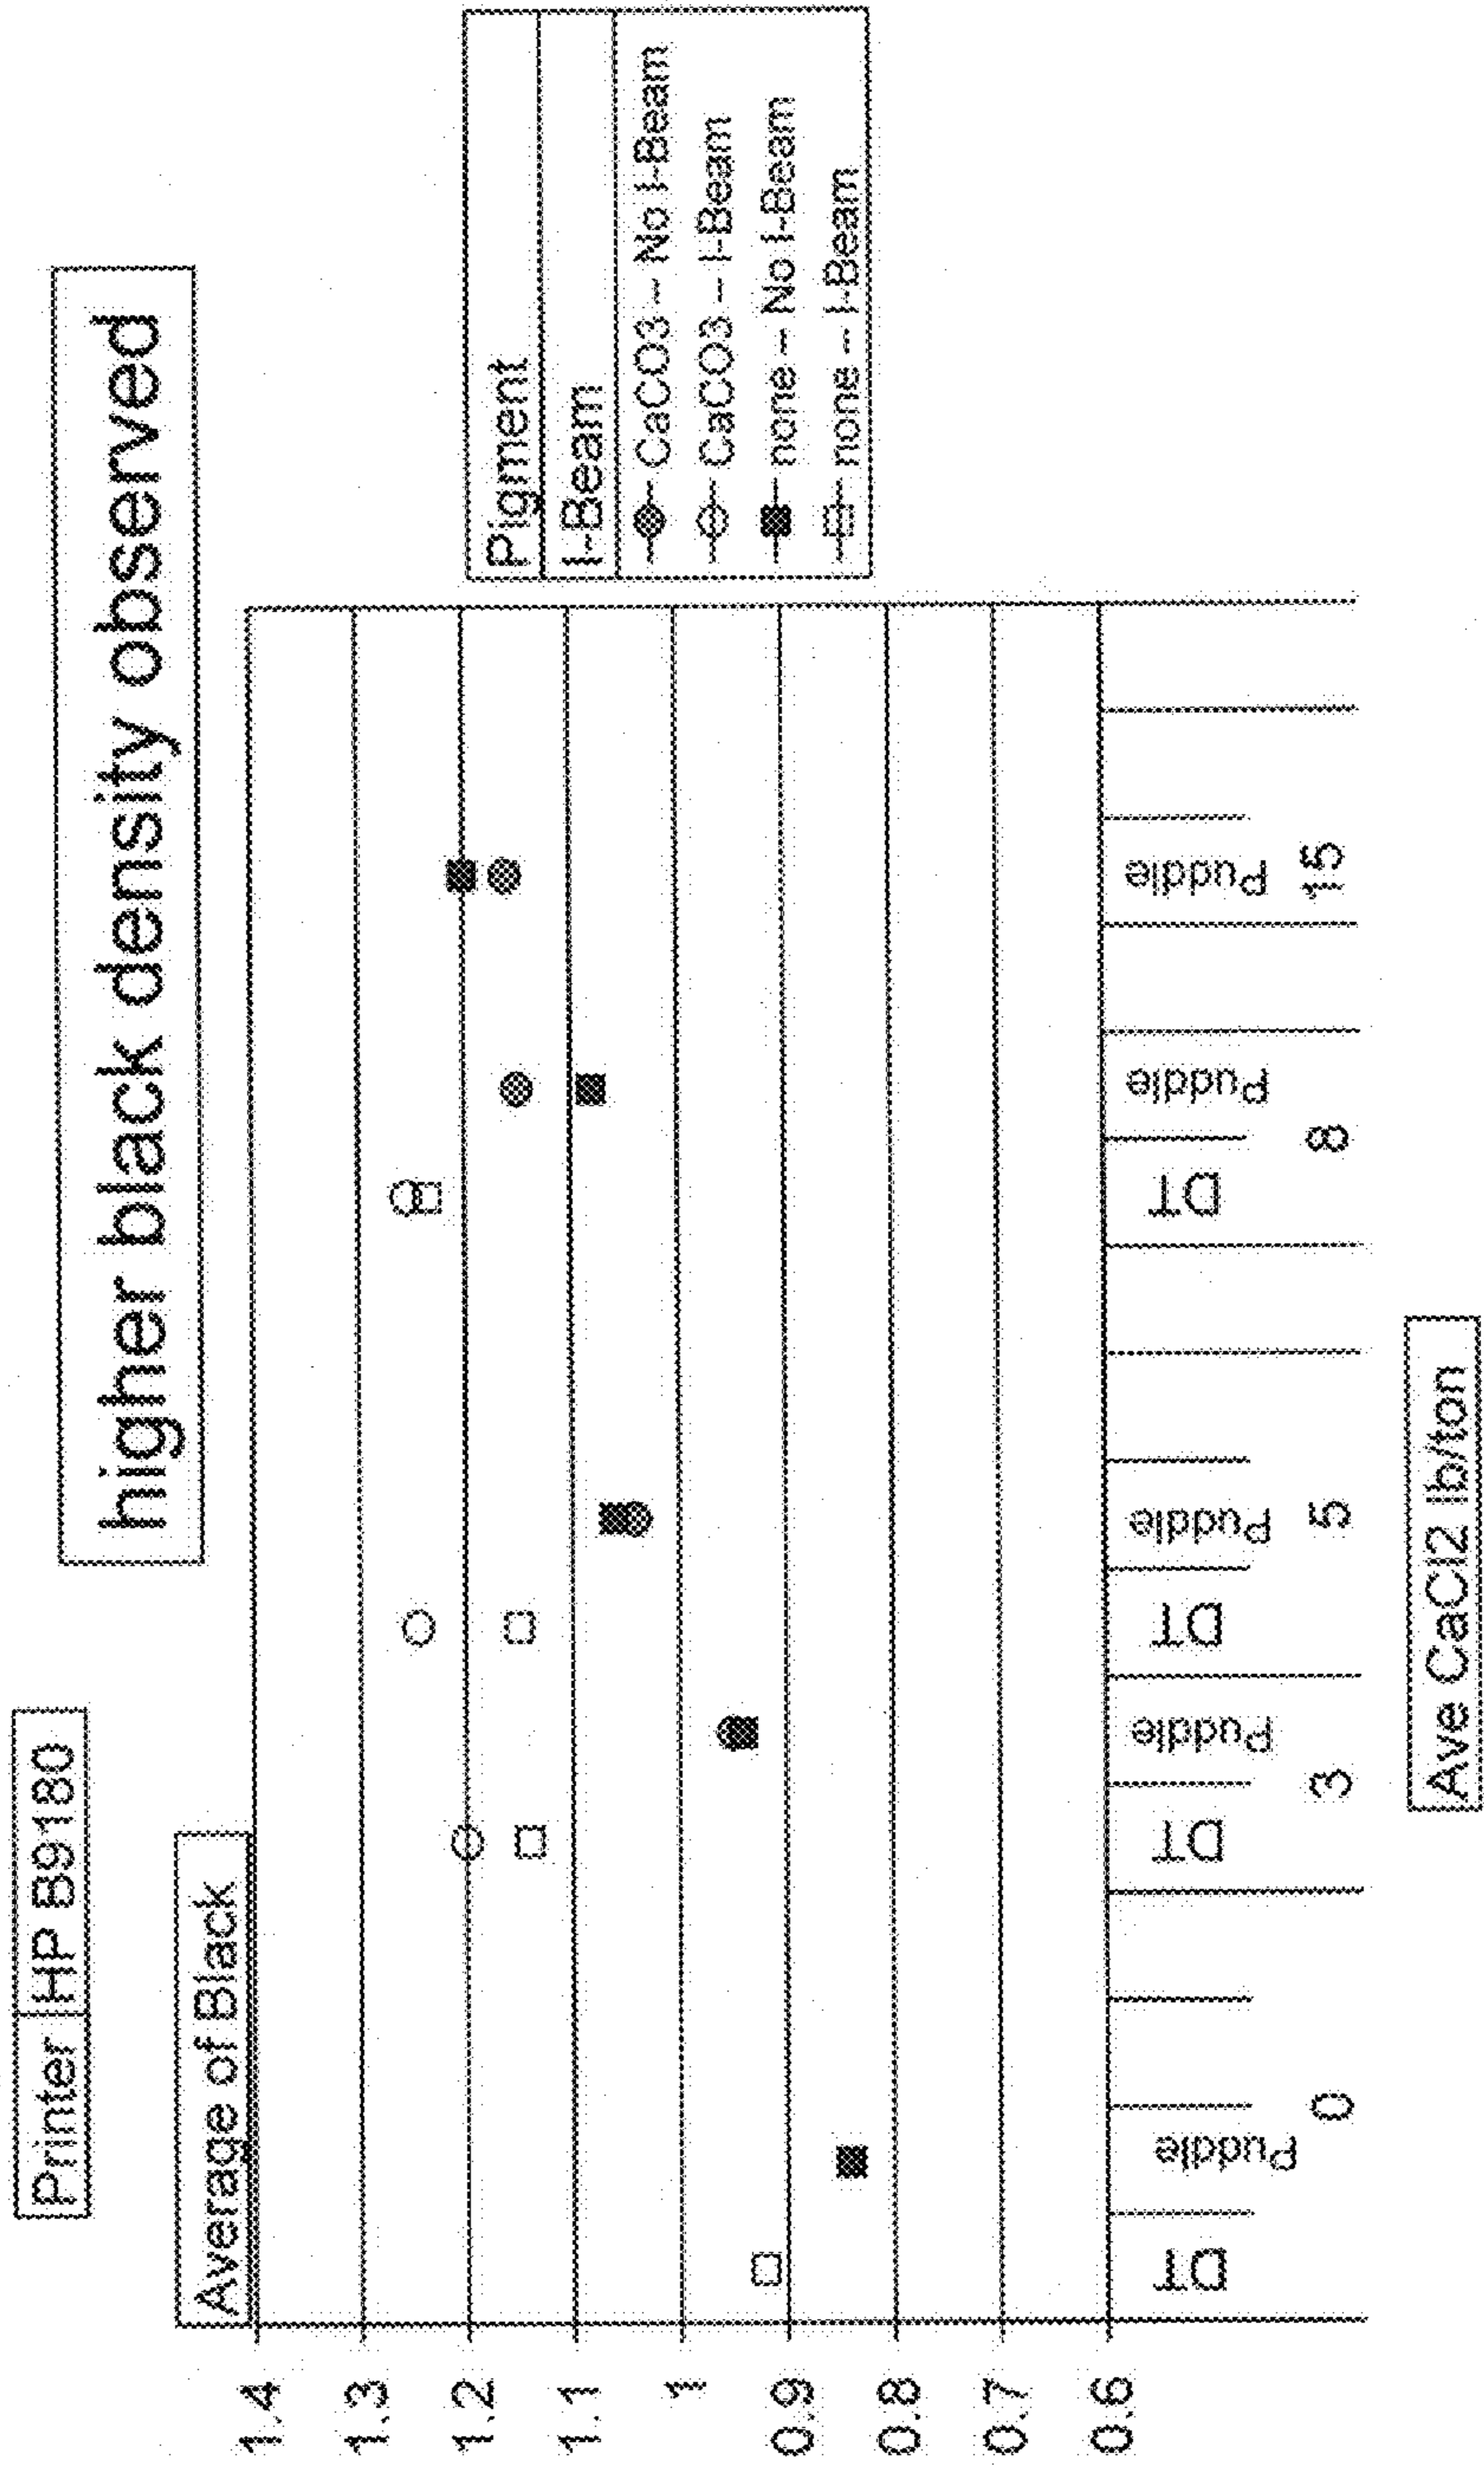 Printer HP B9180
higher black density observed
Average of Black
1.4
1.3
1.2
1.1
1
0.9
0.8
0.7
0.6
DT Puddle DT Puddle DT Puddle DT Puddle Puddle
0 3 5 8 15
Ave CaCl2 lb/ton
Pigment
I-Beam
CaCO3 - No I-Beam
CaCO3 - I-Beam
none - No I-Beam
none - I-Beam